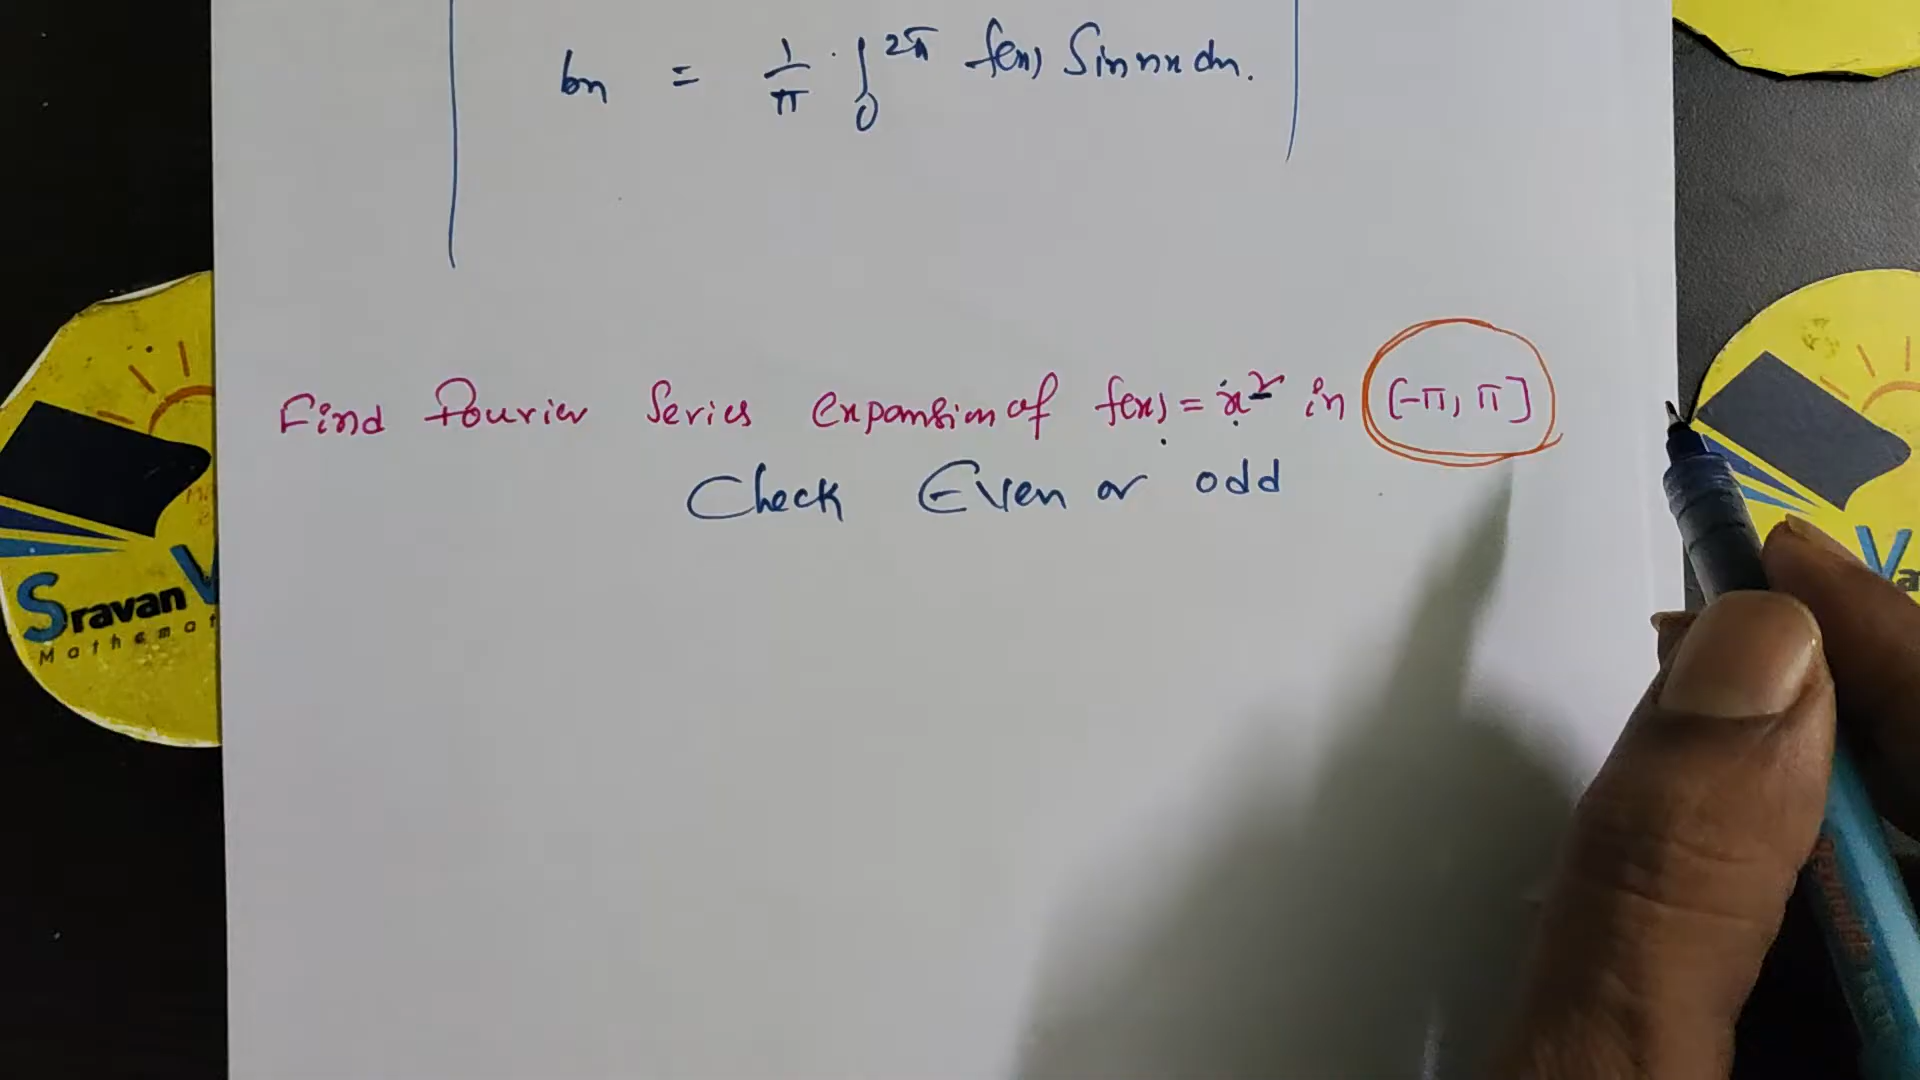 bn = 1/π ∫₀^2π f(x) Sin nx dx.
Find Fourier Series expansion of f(x) = x² in [-π, π]
Check Even or odd
Sravan V
Mathemat
Va